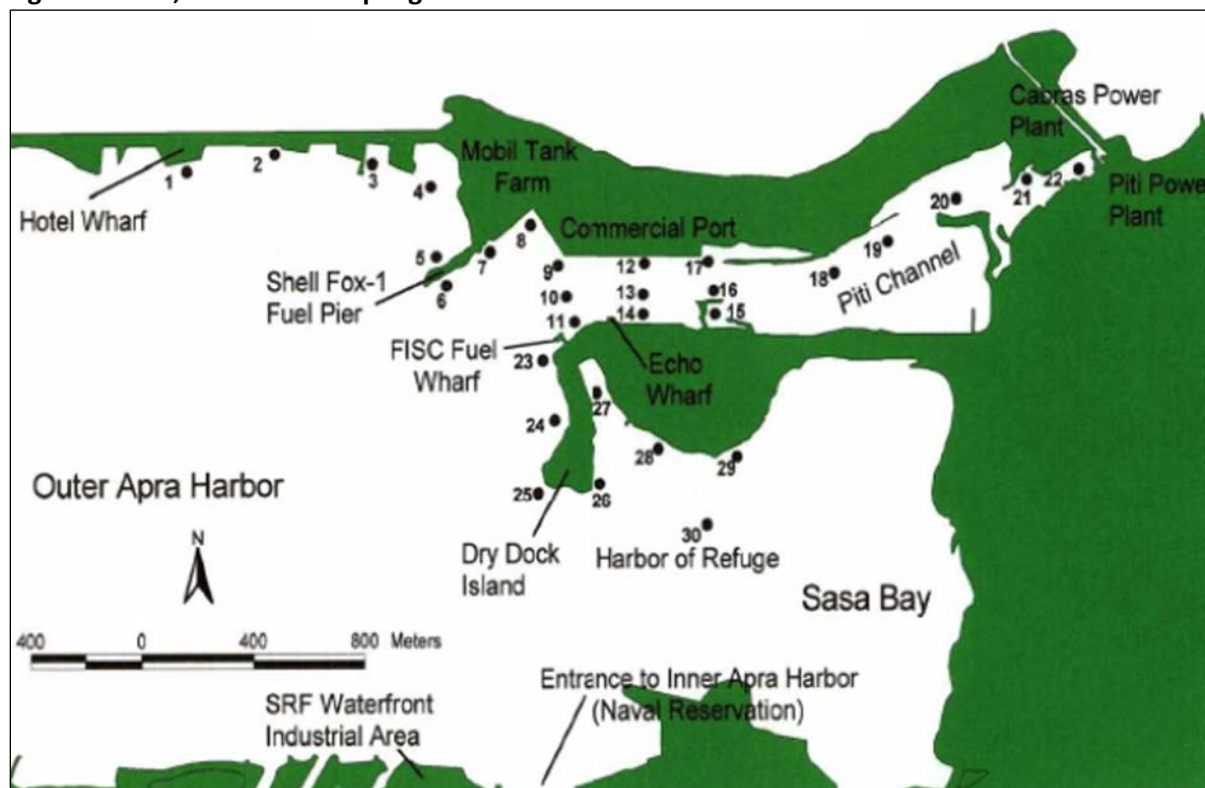 Cabras Power
Plant
Mobil Tank
Farm
Piti Power
Plant
Hotel Wharf
Commercial Port
Shell Fox-1
Fuel Pier
Piti Channel
FISC Fuel
Wharf
Echo
Wharf
Outer Apra Harbor
N
Dry Dock
Island
Harbor of Refuge
Sasa Bay
400 0 400 800 Meters
Entrance to Inner Apra Harbor
(Naval Reservation)
SRF Waterfront
Industrial Area
1
2
3
4
5
6
7
8
9
10
11
12
13
14
15
16
17
18
19
20
21
22
23
24
25
26
27
28
29
30